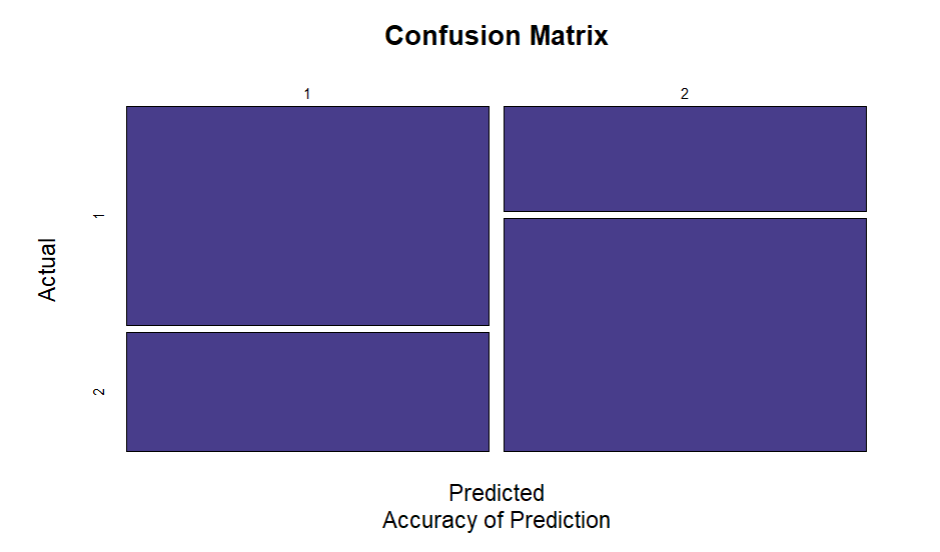 Confusion Matrix
1
2
1
Actual
2
Predicted
Accuracy of Prediction